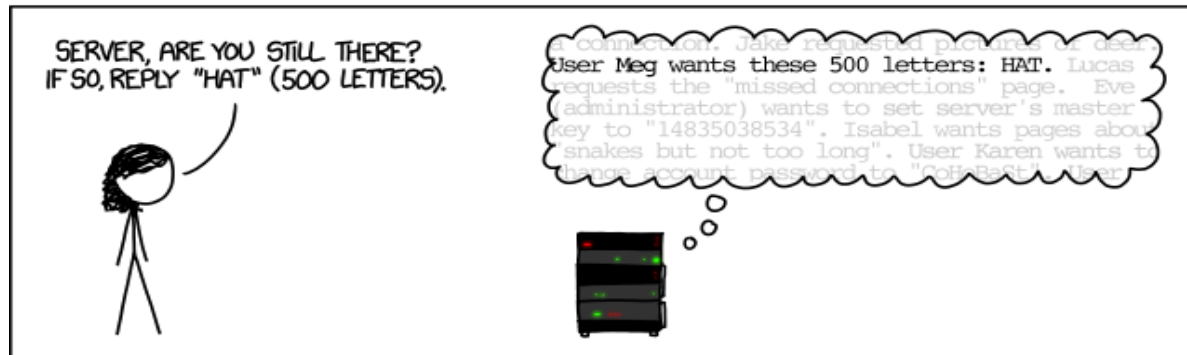 SERVER, ARE YOU STILL THERE?
IF SO, REPLY "HAT" (500 LETTERS).
a connection. Jake requested pictures of deer.
User Meg wants these 500 letters: HAT. Lucas
requests the "missed connections" page. Eve
(administrator) wants to set server's master
key to "14835038534". Isabel wants pages about
"snakes but not too long". User Karen wants to
change account password to "CoHoBaSt". User